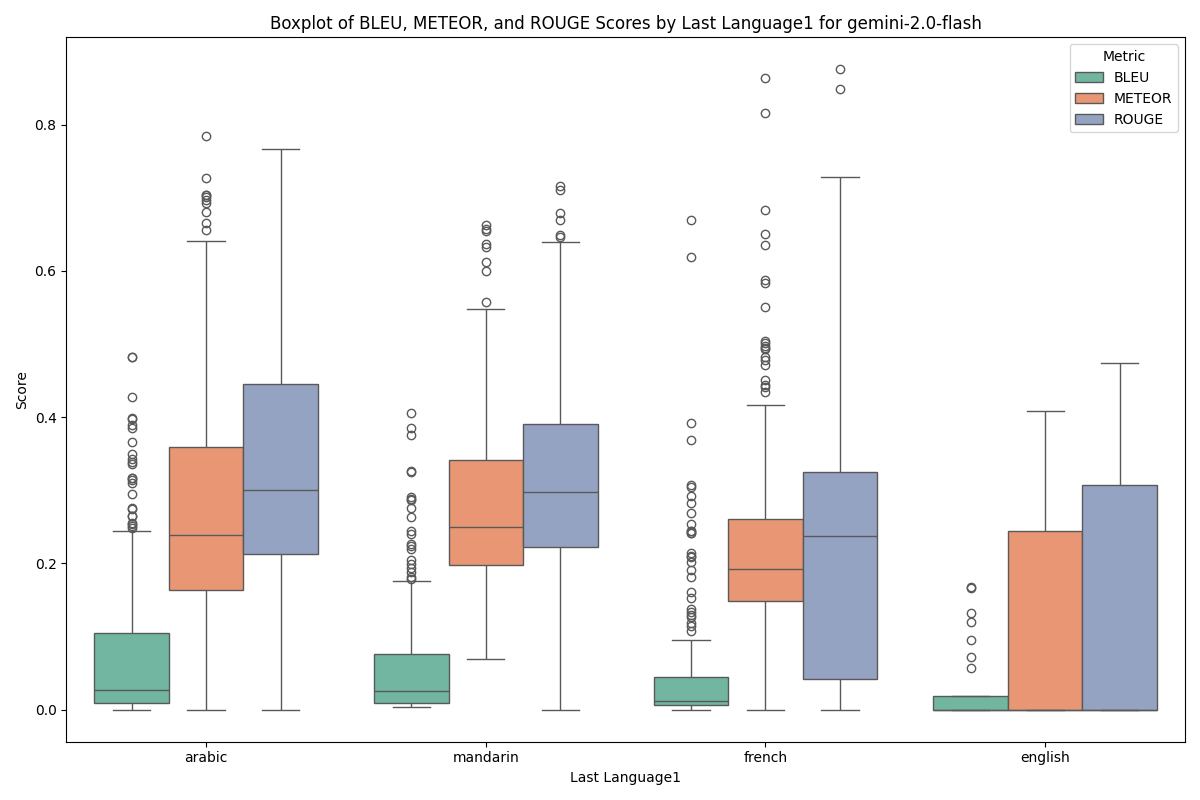 Boxplot of BLEU, METEOR, and ROUGE Scores by Last Language1 for gemini-2.0-flash
Metric
BLEU
METEOR
ROUGE
Score
0.8
0.6
0.4
0.2
0.0
arabic
mandarin
french
english
Last Language1